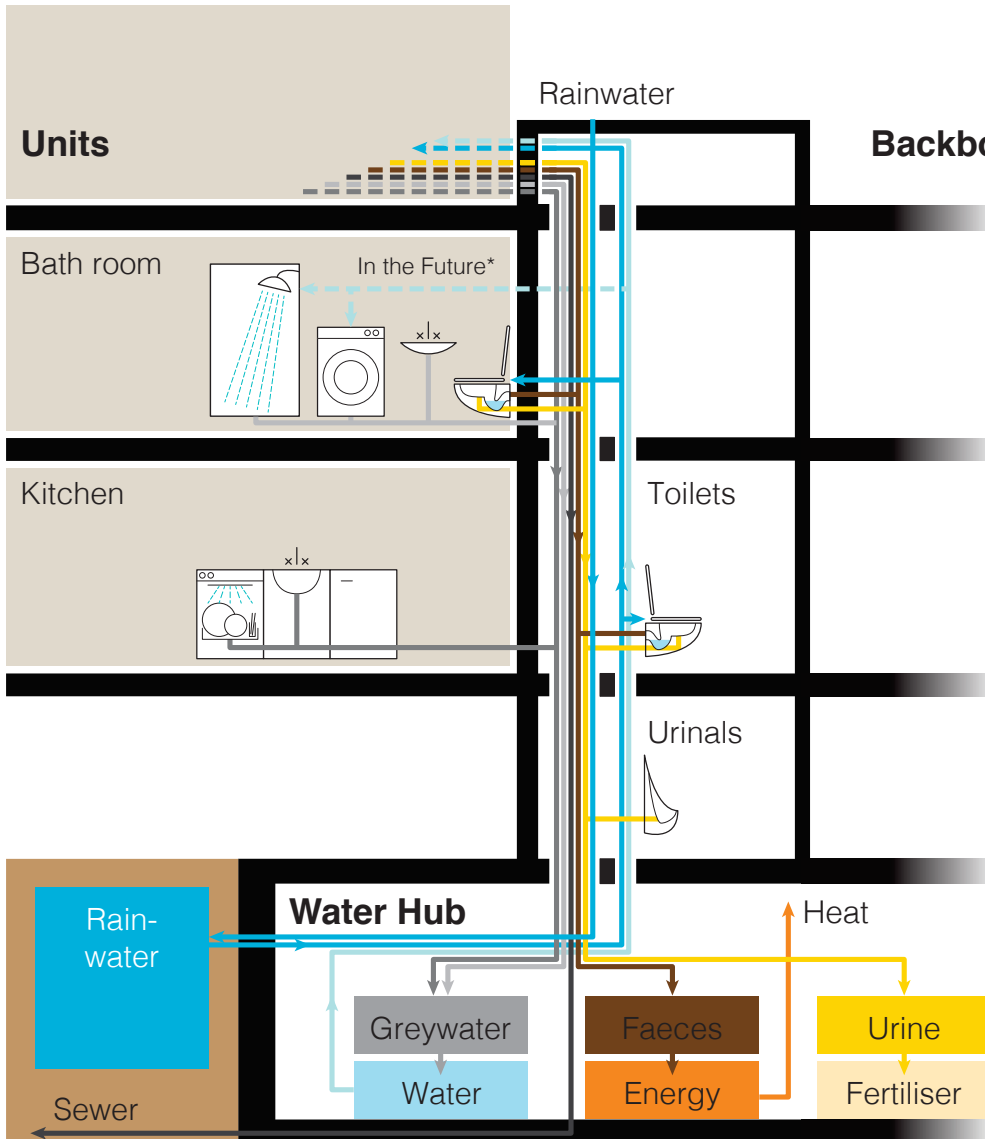 Rainwater
Units
Backbo
Bath room
In the Future*
Kitchen
Toilets
Urinals
Rain-
water
Water Hub
Heat
Greywater
Faeces
Urine
Water
Energy
Fertiliser
Sewer